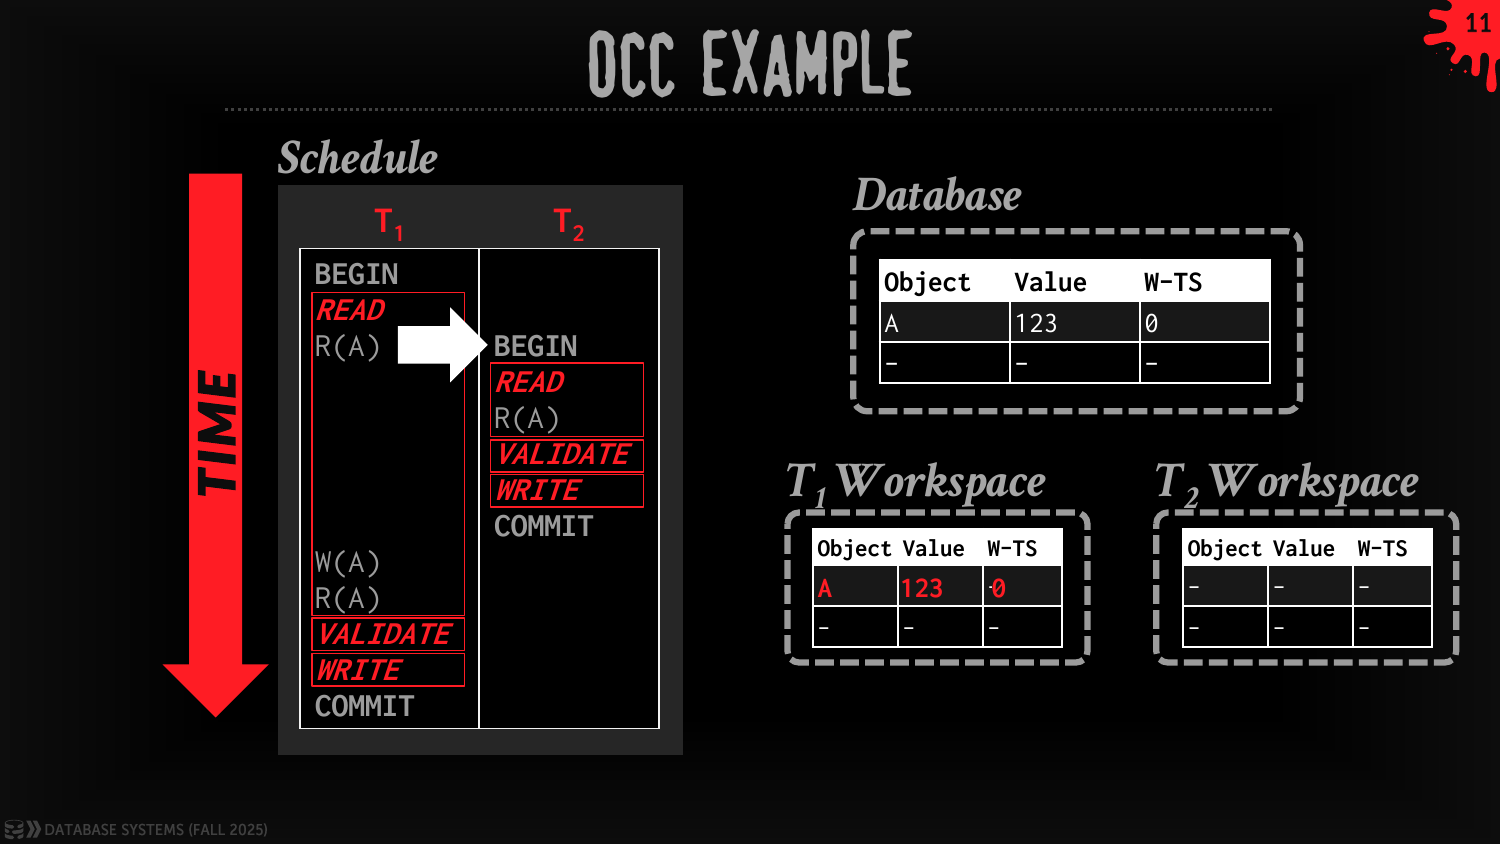 11
OCC EXAMPLE
Schedule
T1 T2
BEGIN
READ
R(A) BEGIN
READ
R(A)
VALIDATE
WRITE
COMMIT
W(A)
R(A)
VALIDATE
WRITE
COMMIT
TIME
Database
Object Value W-TS
A 123 0
- - -
T1 Workspace
Object Value W-TS
A 123 0
- - -
T2 Workspace
Object Value W-TS
- - -
- - -
DATABASE SYSTEMS (FALL 2025)